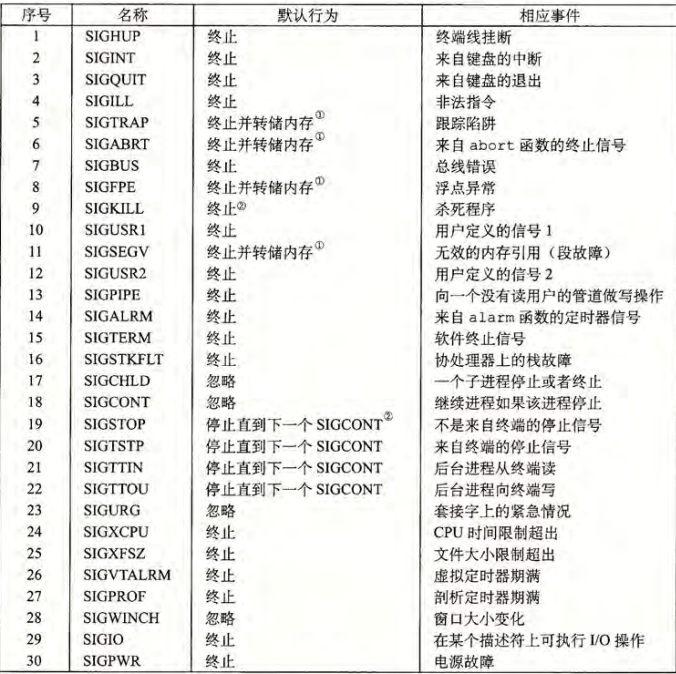 序号 名称 默认行为 相应事件
1 SIGHUP 终止 终端线挂断
2 SIGINT 终止 来自键盘的中断
3 SIGQUIT 终止 来自键盘的退出
4 SIGILL 终止 非法指令
5 SIGTRAP 终止并转储内存① 跟踪陷阱
6 SIGABRT 终止并转储内存① 来自 abort 函数的终止信号
7 SIGBUS 终止 总线错误
8 SIGFPE 终止并转储内存① 浮点异常
9 SIGKILL 终止② 杀死程序
10 SIGUSR1 终止 用户定义的信号 1
11 SIGSEGV 终止并转储内存① 无效的内存引用（段故障）
12 SIGUSR2 终止 用户定义的信号 2
13 SIGPIPE 终止 向一个没有读用户的管道做写操作
14 SIGALRM 终止 来自 alarm 函数的定时器信号
15 SIGTERM 终止 软件终止信号
16 SIGSTKFLT 终止 协处理器上的栈故障
17 SIGCHLD 忽略 一个子进程停止或者终止
18 SIGCONT 忽略 继续进程如果该进程停止
19 SIGSTOP 停止直到下一个 SIGCONT② 不是来自终端的停止信号
20 SIGTSTP 停止直到下一个 SIGCONT 来自终端的停止信号
21 SIGTTIN 停止直到下一个 SIGCONT 后台进程从终端读
22 SIGTTOU 停止直到下一个 SIGCONT 后台进程向终端写
23 SIGURG 忽略 套接字上的紧急情况
24 SIGXCPU 终止 CPU 时间限制超出
25 SIGXFSZ 终止 文件大小限制超出
26 SIGVTALRM 终止 虚拟定时器期满
27 SIGPROF 终止 剖析定时器期满
28 SIGWINCH 忽略 窗口大小变化
29 SIGIO 终止 在某个描述符上可执行 I/O 操作
30 SIGPWR 终止 电源故障